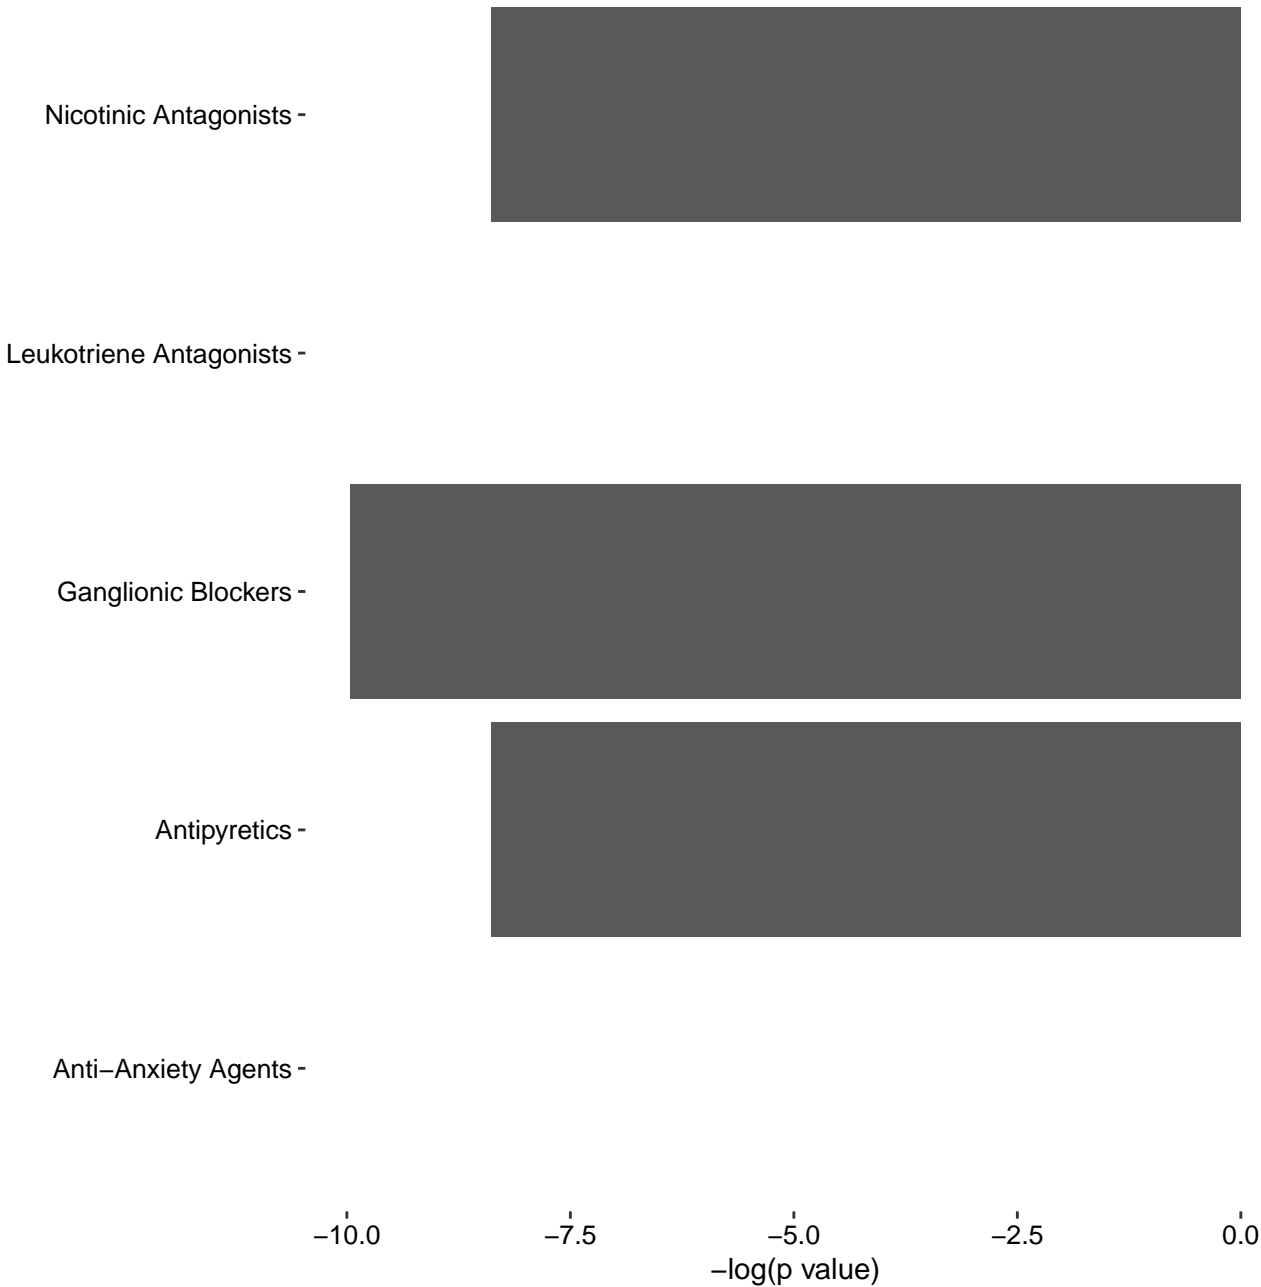 Nicotinic Antagonists
Leukotriene Antagonists
Ganglionic Blockers
Antipyretics
Anti−Anxiety Agents
−10.0 −7.5 −5.0 −2.5 0.0
−log(p value)